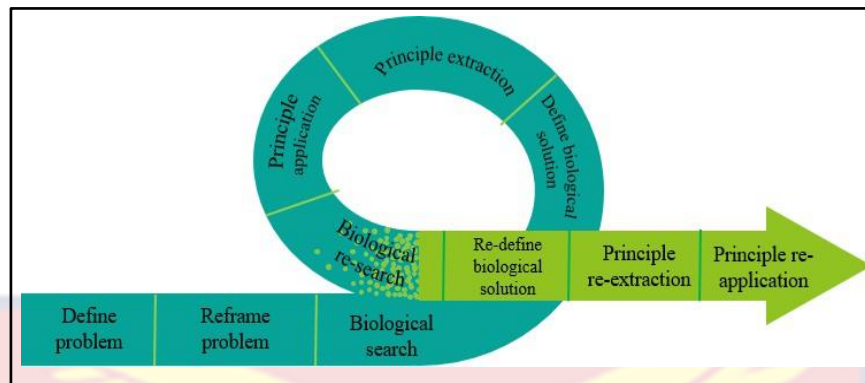 Define
problem
Reframe
problem
Biological
search
Define biological
solution
Principle extraction
Principle
application
Biological
re-search
Re-define
biological
solution
Principle
re-extraction
Principle re-
application